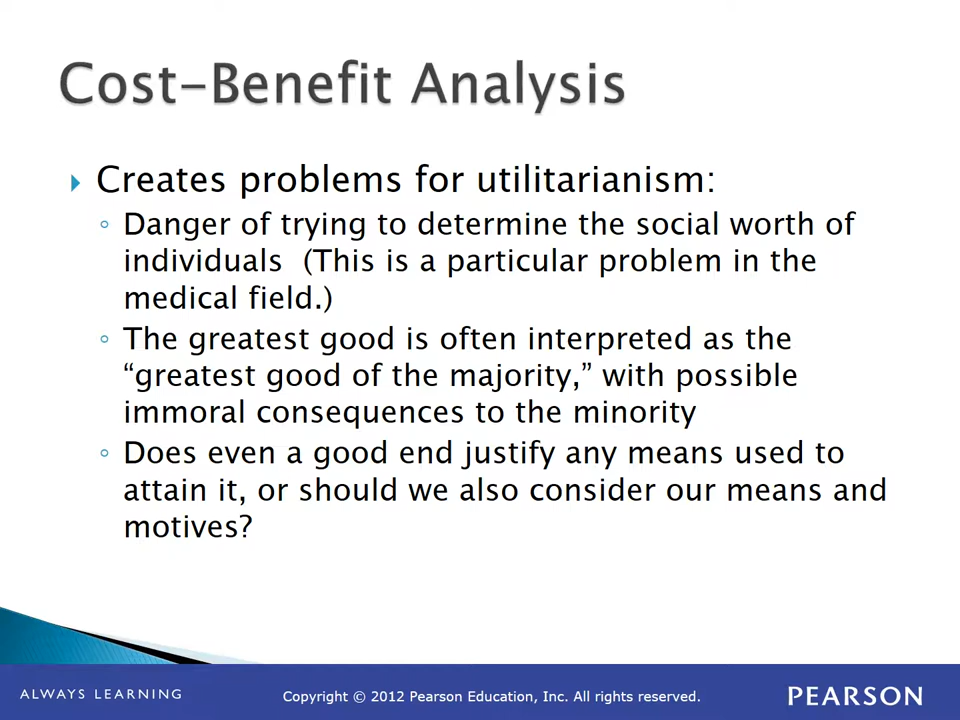 Cost-Benefit Analysis
Creates problems for utilitarianism:
Danger of trying to determine the social worth of
individuals  (This is a particular problem in the
medical field.)
The greatest good is often interpreted as the
“greatest good of the majority,” with possible
immoral consequences to the minority
Does even a good end justify any means used to
attain it, or should we also consider our means and
motives?
ALWAYS LEARNING
Copyright © 2012 Pearson Education, Inc. All rights reserved.
PEARSON